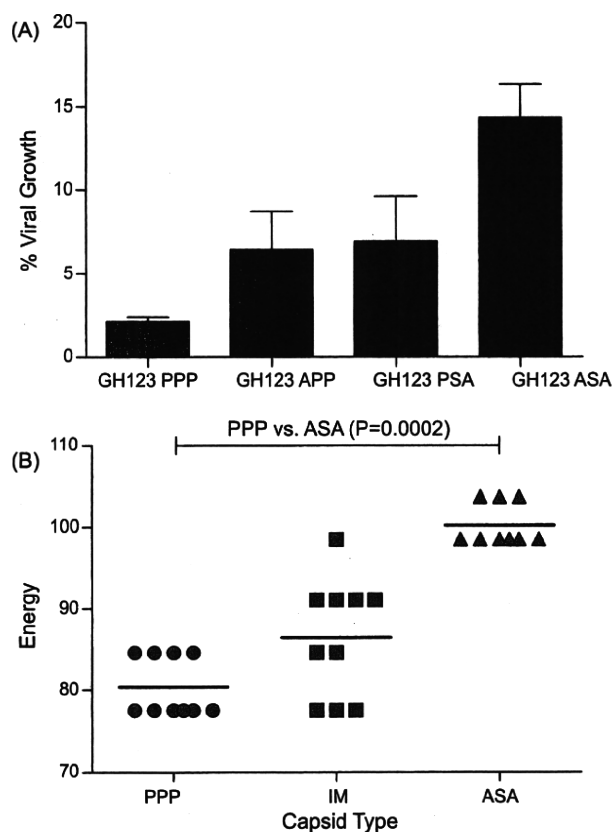 (A)
20
15
10
5
0
% Viral Growth
GH123 PPP
GH123 APP
GH123 PSA
GH123 ASA
(B)
PPP vs. ASA (P=0.0002)
110
100
90
80
70
Energy
PPP
IM
ASA
Capsid Type